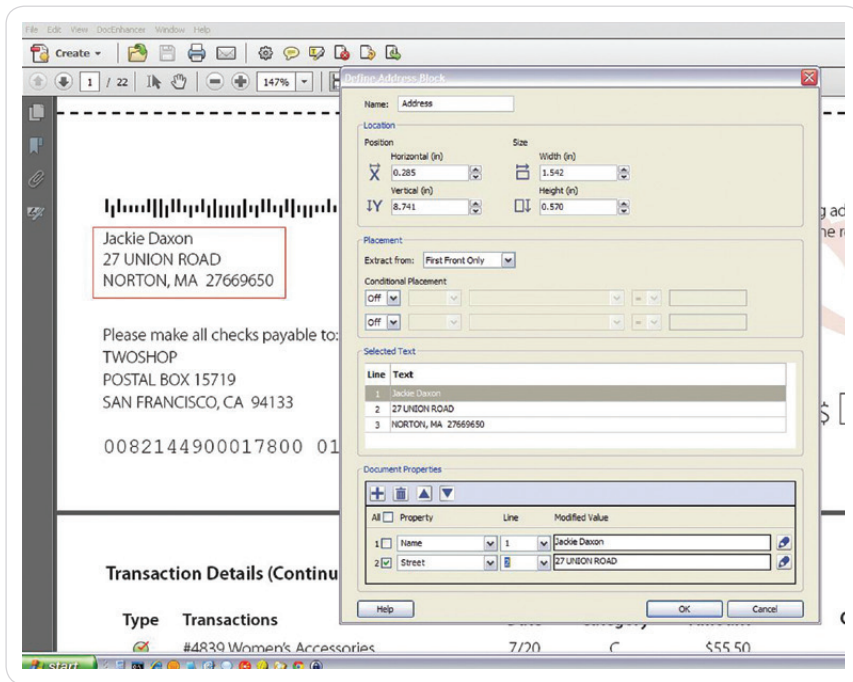 File Edit View DocEnhancer Window Help
Create
1 / 22 147%
Define Address Block
Name: Address
Location
Position Size
Horizontal (in) Width (in)
X 0.285 1.542
Vertical (in) Height (in)
Y 8.741 0.570
Placement
Extract from: First Front Only
Conditional Placement
Off =
Off =
Selected Text
Line Text
1 Jackie Daxon
2 27 UNION ROAD
3 NORTON, MA 27669650
Document Properties
All Property Line Modified Value
1 Name 1 Jackie Daxon
2 Street 2 27 UNION ROAD
Help OK Cancel
Jackie Daxon
27 UNION ROAD
NORTON, MA 27669650
Please make all checks payable to:
TWOSHOP
POSTAL BOX 15719
SAN FRANCISCO, CA 94133
$
0082144900017800 01
Transaction Details (Continu
Type Transactions
#4839 Women's Accessories 7/20 C $55.50
start